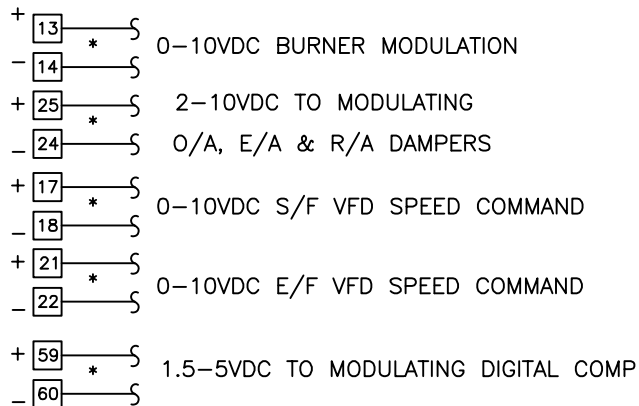 + 13
* 0-10VDC BURNER MODULATION
- 14
+ 25 2-10VDC TO MODULATING
*
- 24 O/A, E/A & R/A DAMPERS
+ 17
* 0-10VDC S/F VFD SPEED COMMAND
- 18
+ 21
* 0-10VDC E/F VFD SPEED COMMAND
- 22
+ 59
* 1.5-5VDC TO MODULATING DIGITAL COMP
- 60